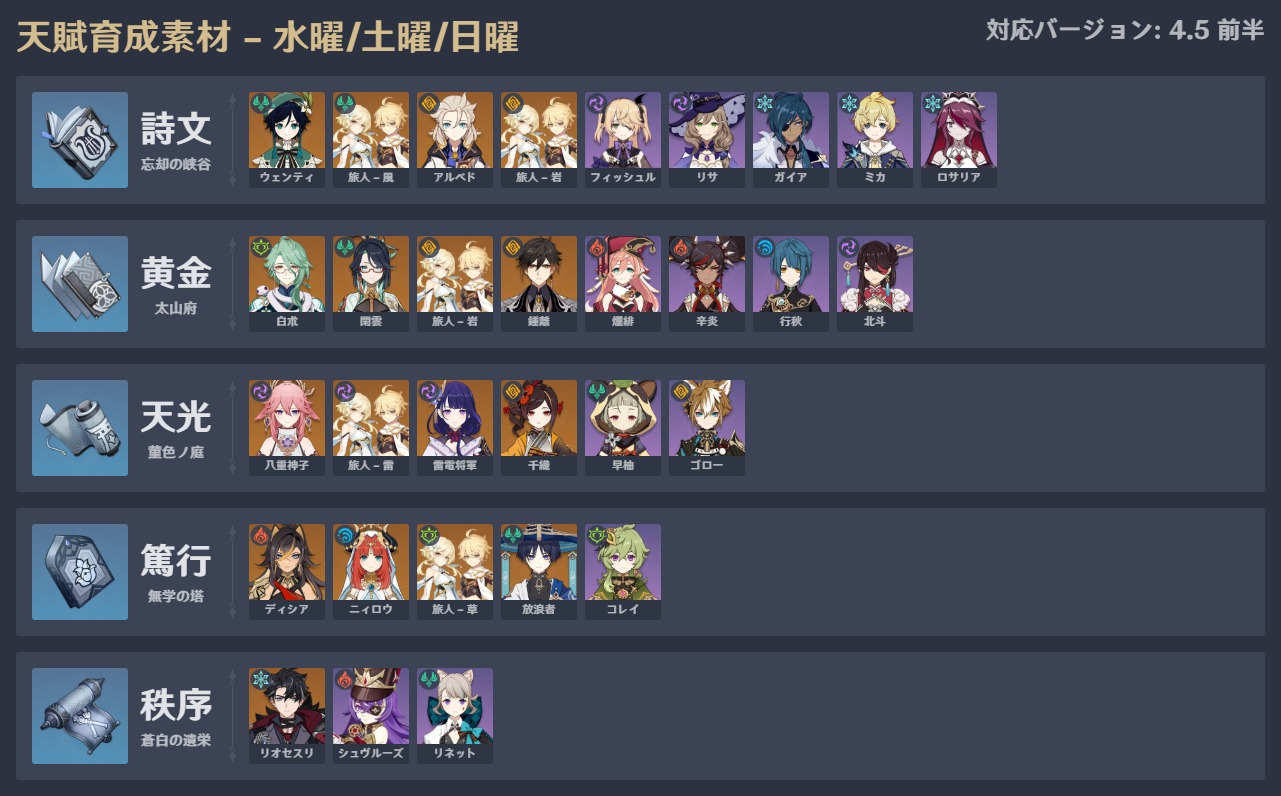 天賦育成素材 – 水曜/土曜/日曜
対応バージョン: 4.5 前半
詩文
忘却の峡谷
ウェンティ
旅人 – 風
アルベド
旅人 – 岩
フィッシュル
リサ
ガイア
ミカ
ロサリア
黄金
太山府
白朮
閑雲
旅人 – 岩
鍾離
煙緋
辛炎
行秋
北斗
天光
菫色ノ庭
八重神子
旅人 – 雷
雷電将軍
千織
早柚
ゴロー
篤行
無学の塔
ディシア
ニィロウ
旅人 – 草
放浪者
コレイ
秩序
蒼白の遺栄
リオセスリ
シュヴルーズ
リネット